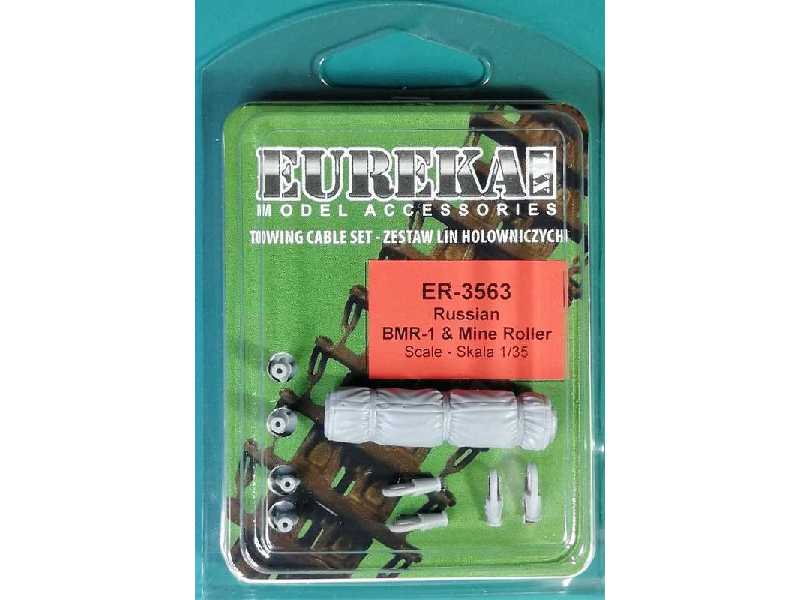 EUREKA XXL
MODEL ACCESSORIES
TOWING CABLE SET - ZESTAW LIN HOLOWNICZYCH
ER-3563
Russian
BMR-1 & Mine Roller
Scale - Skala 1/35